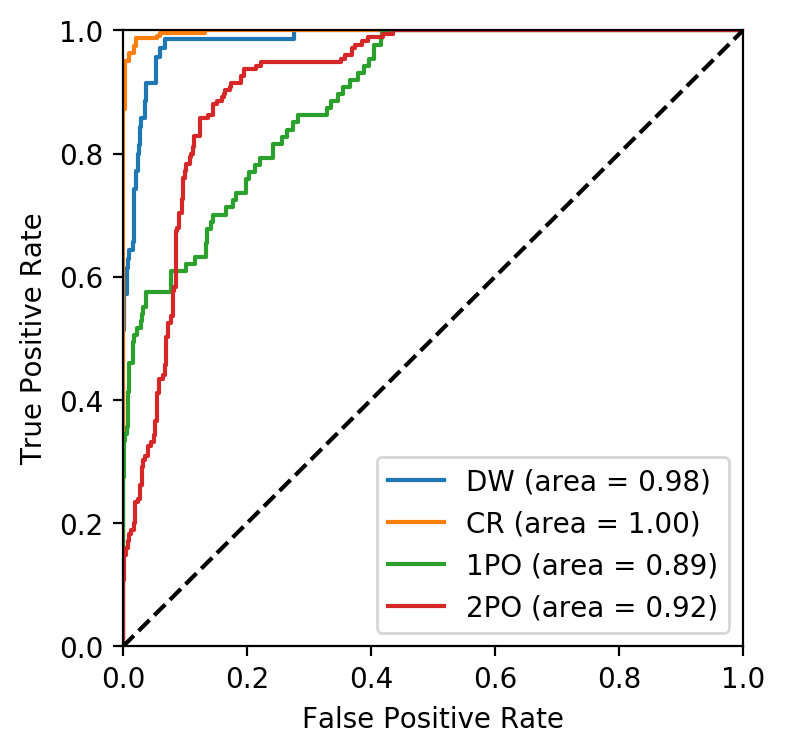 1.0
0.8
0.6
0.4
0.2
0.0
True Positive Rate
DW (area = 0.98)
CR (area = 1.00)
1PO (area = 0.89)
2PO (area = 0.92)
0.0 0.2 0.4 0.6 0.8 1.0
False Positive Rate